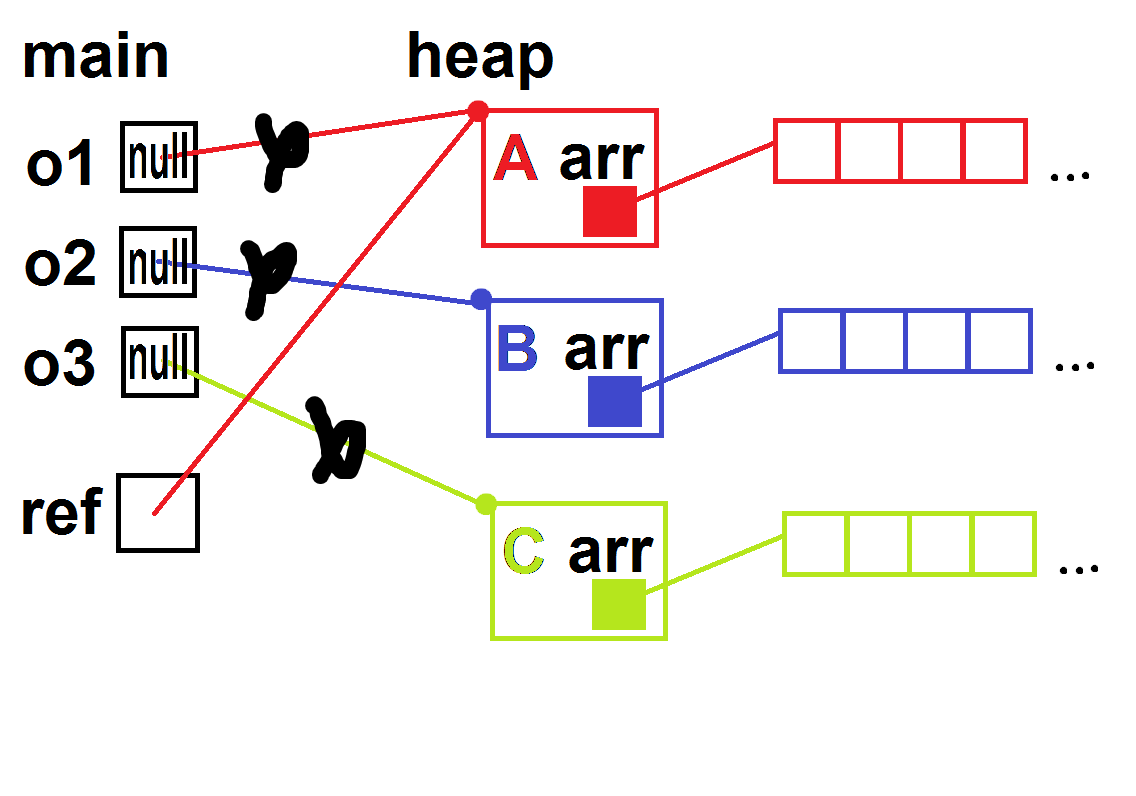 main heap
o1 null A arr ...
o2 null B arr ...
o3 null
ref C arr ...